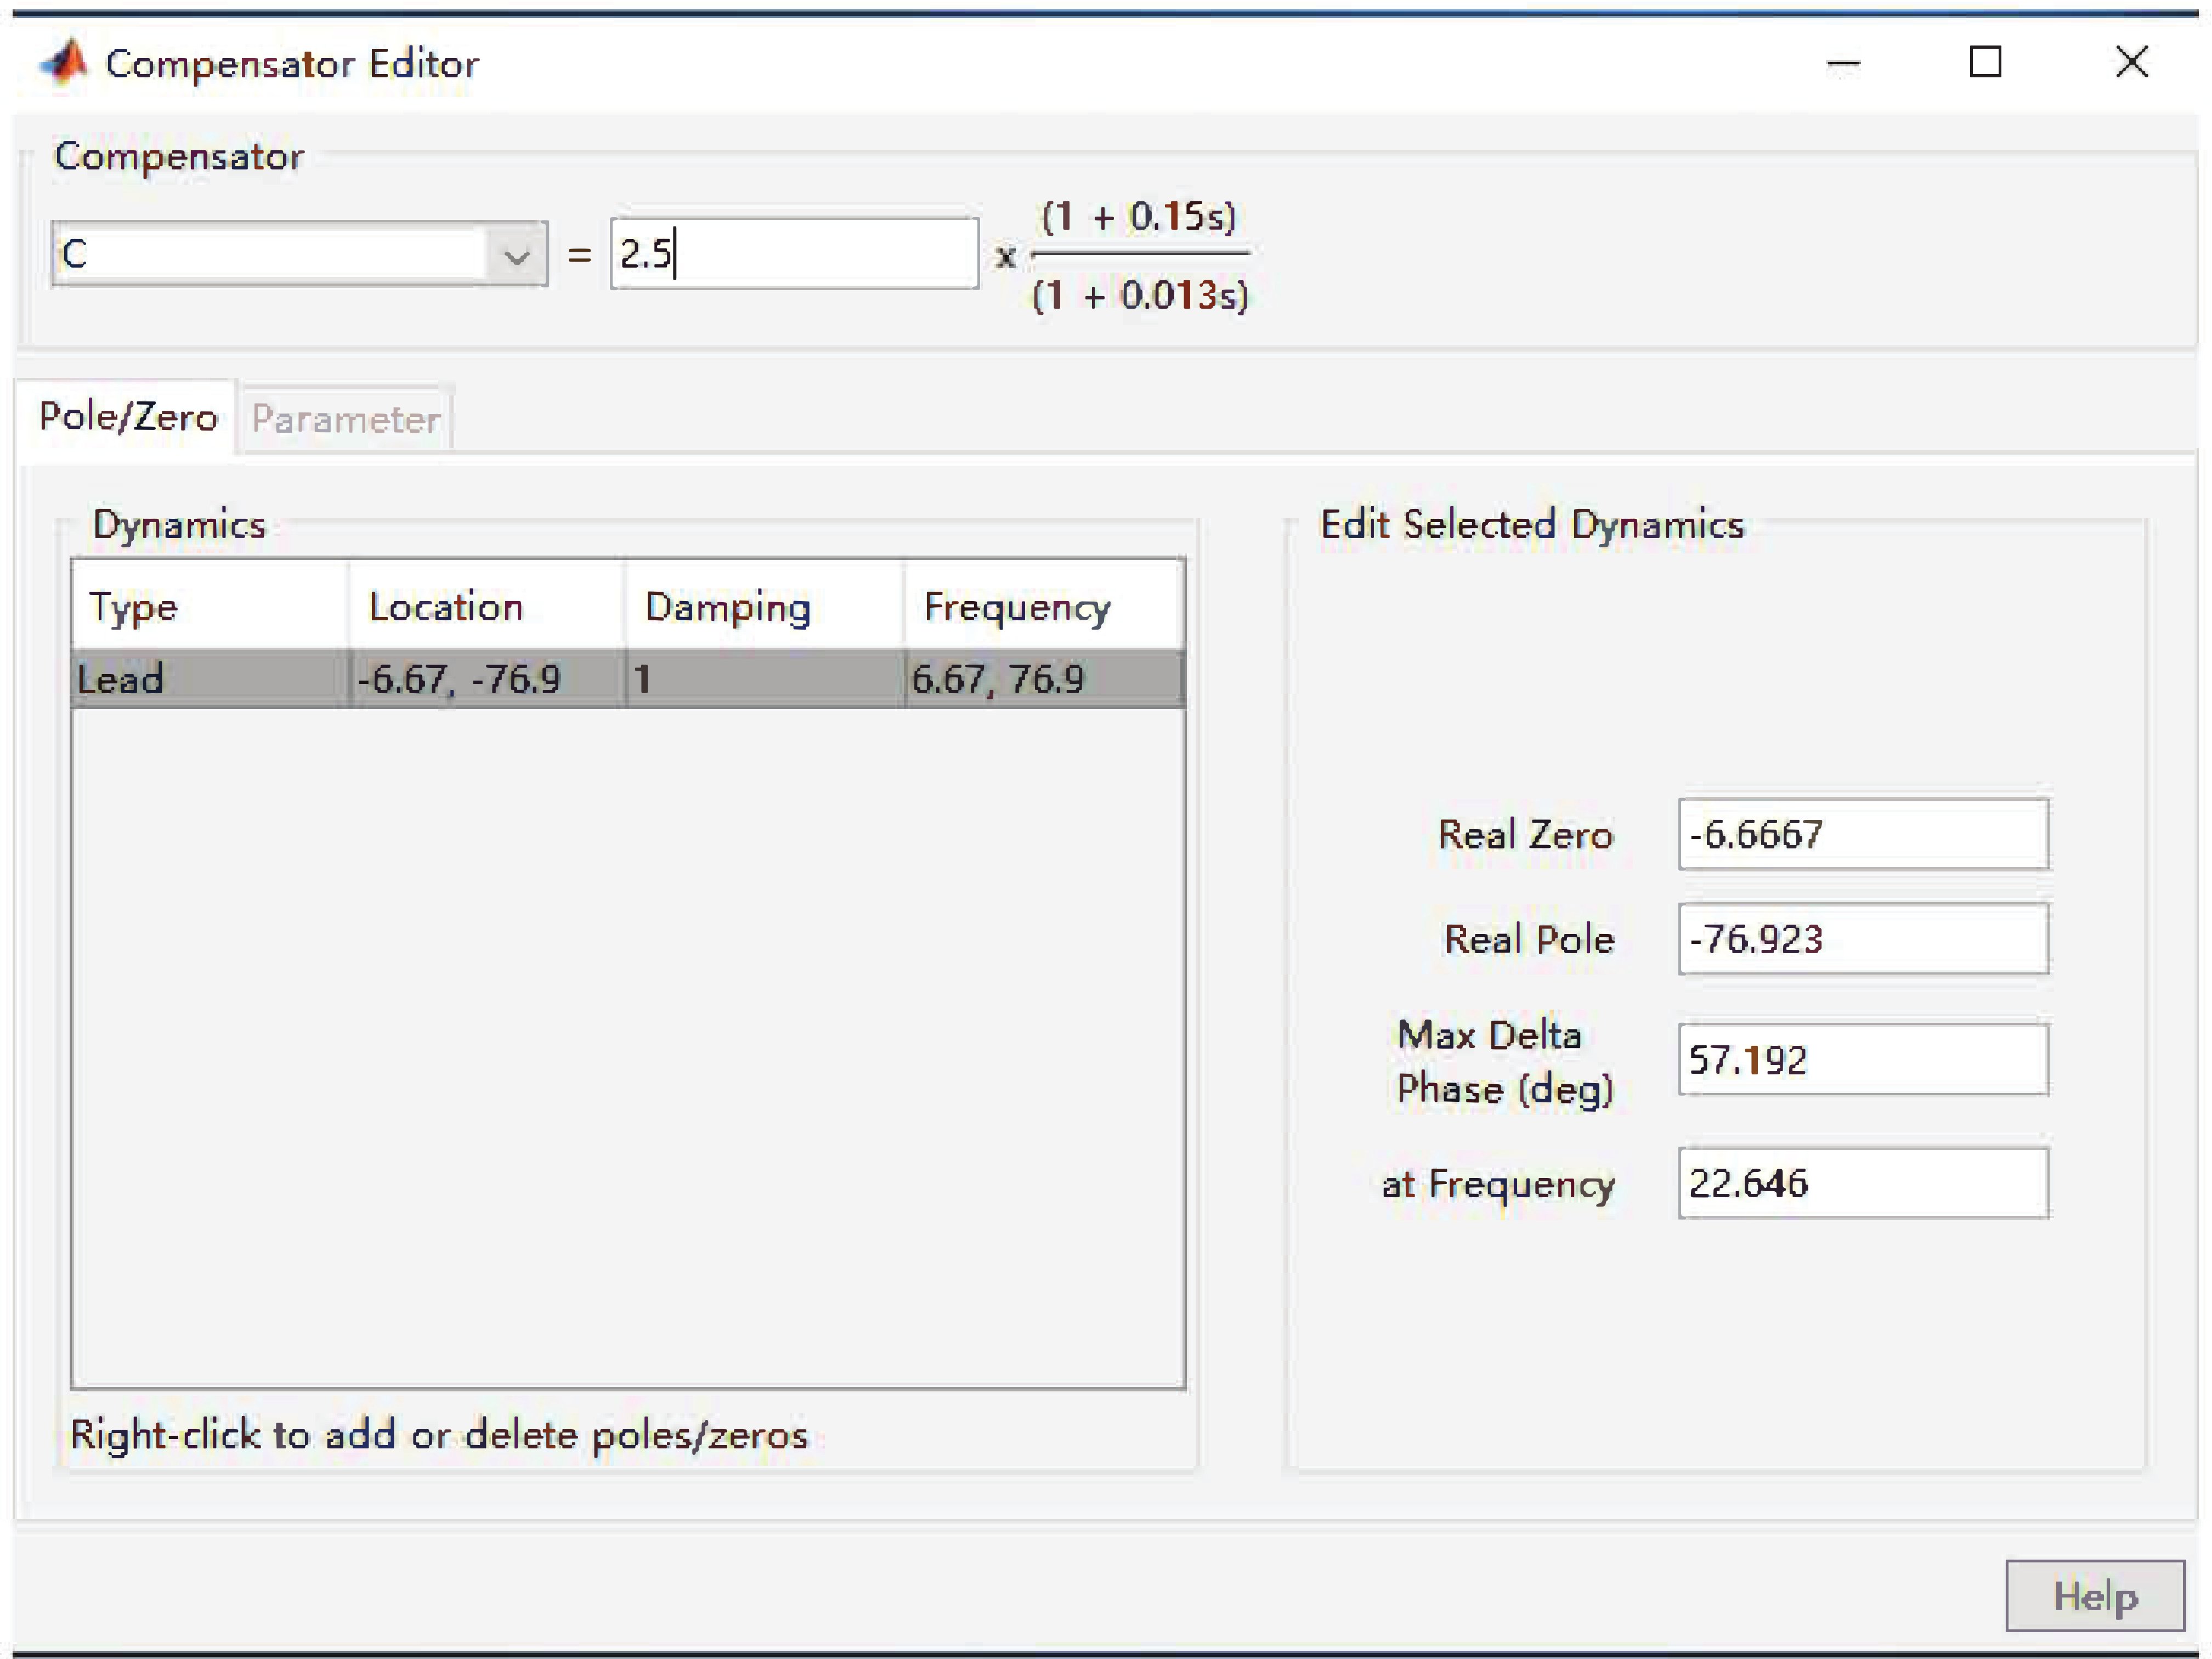 Compensator Editor
Compensator
C = 2.5 x (1 + 0.15s)
(1 + 0.013s)
Pole/Zero Parameter
Dynamics
Type Location Damping Frequency
Lead -6.67, -76.9 1 6.67, 76.9
Right-click to add or delete poles/zeros
Edit Selected Dynamics
Real Zero -6.6667
Real Pole -76.923
Max Delta
Phase (deg) 57.192
at Frequency 22.646
Help